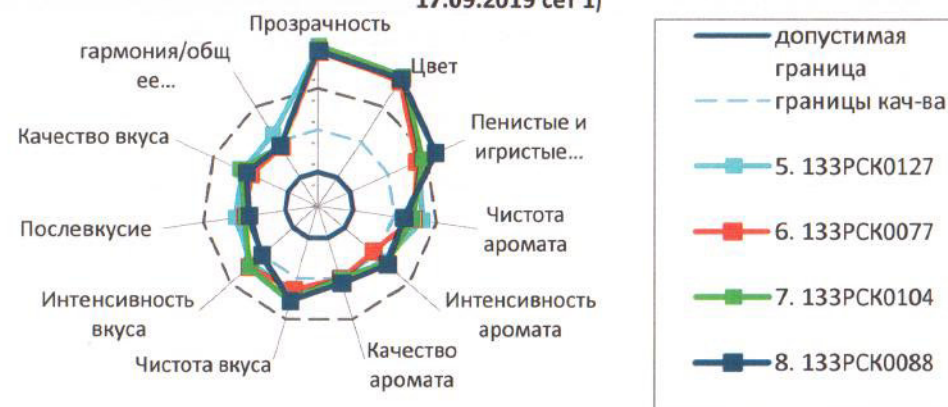 17.09.2019 сет 1)
Прозрачность
гармония/общ
ее...
Цвет
Пенистые и
игристые...
Качество вкуса
Чистота
аромата
Послевкусие
Интенсивность
вкуса
Интенсивность
аромата
Чистота вкуса
Качество
аромата
допустимая
граница
границы кач-ва
5. 133РСК0127
6. 133РСК0077
7. 133РСК0104
8. 133РСК0088